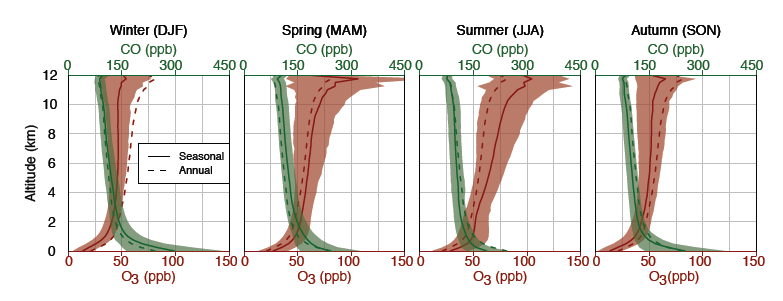 Winter (DJF) Spring (MAM) Summer (JJA) Autumn (SON)
CO (ppb) CO (ppb) CO (ppb) CO (ppb)
0 150 300 450 0 150 300 450 0 150 300 450 0 150 300 450
12
10
8
6
4
2
0
Altitude (km)
Seasonal
Annual
0 50 100 150 0 50 100 150 0 50 100 150 0 50 100 150
O3 (ppb) O3 (ppb) O3 (ppb) O3(ppb)